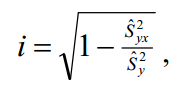 i = √(1 − Ŝ²yx / Ŝ²y) ,